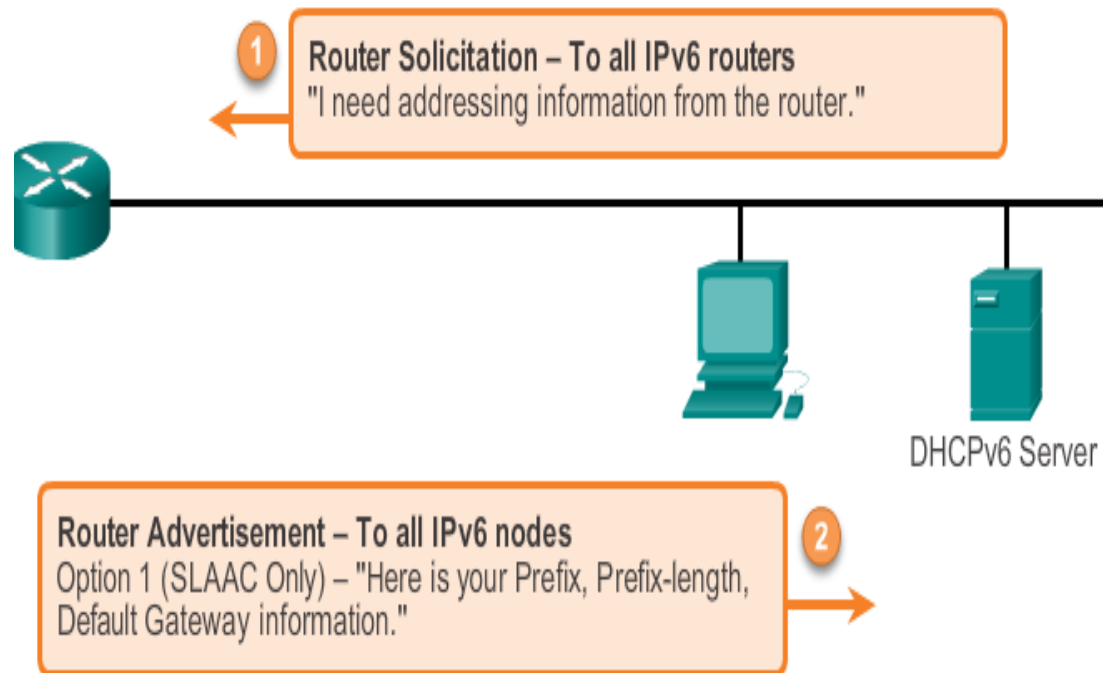 1
Router Solicitation – To all IPv6 routers
"I need addressing information from the router."
DHCPv6 Server
Router Advertisement – To all IPv6 nodes
Option 1 (SLAAC Only) – "Here is your Prefix, Prefix-length,
Default Gateway information."
2